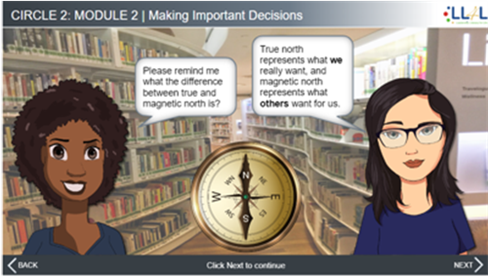 CIRCLE 2: MODULE 2 | Making Important Decisions
Please remind me
what the difference
between true and
magnetic north is?
True north
represents what we
really want, and
magnetic north
represents what
others want for us.
N
W
E
S
BACK
Click Next to continue
NEXT